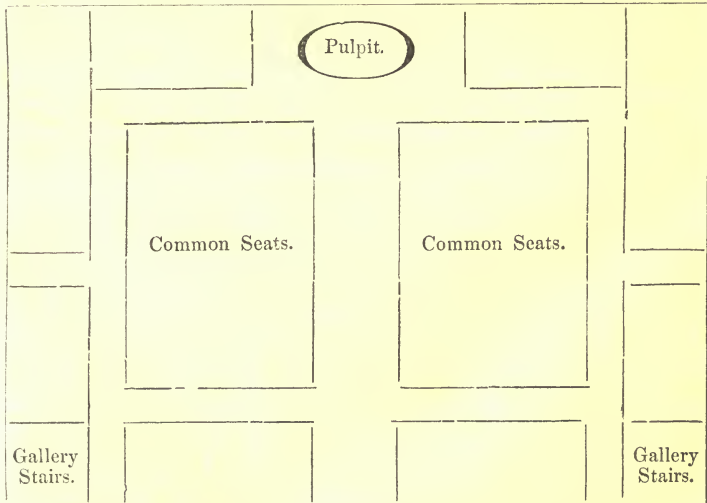 Pulpit.
Common Seats.
Common Seats.
Gallery
Stairs.
Gallery
Stairs.